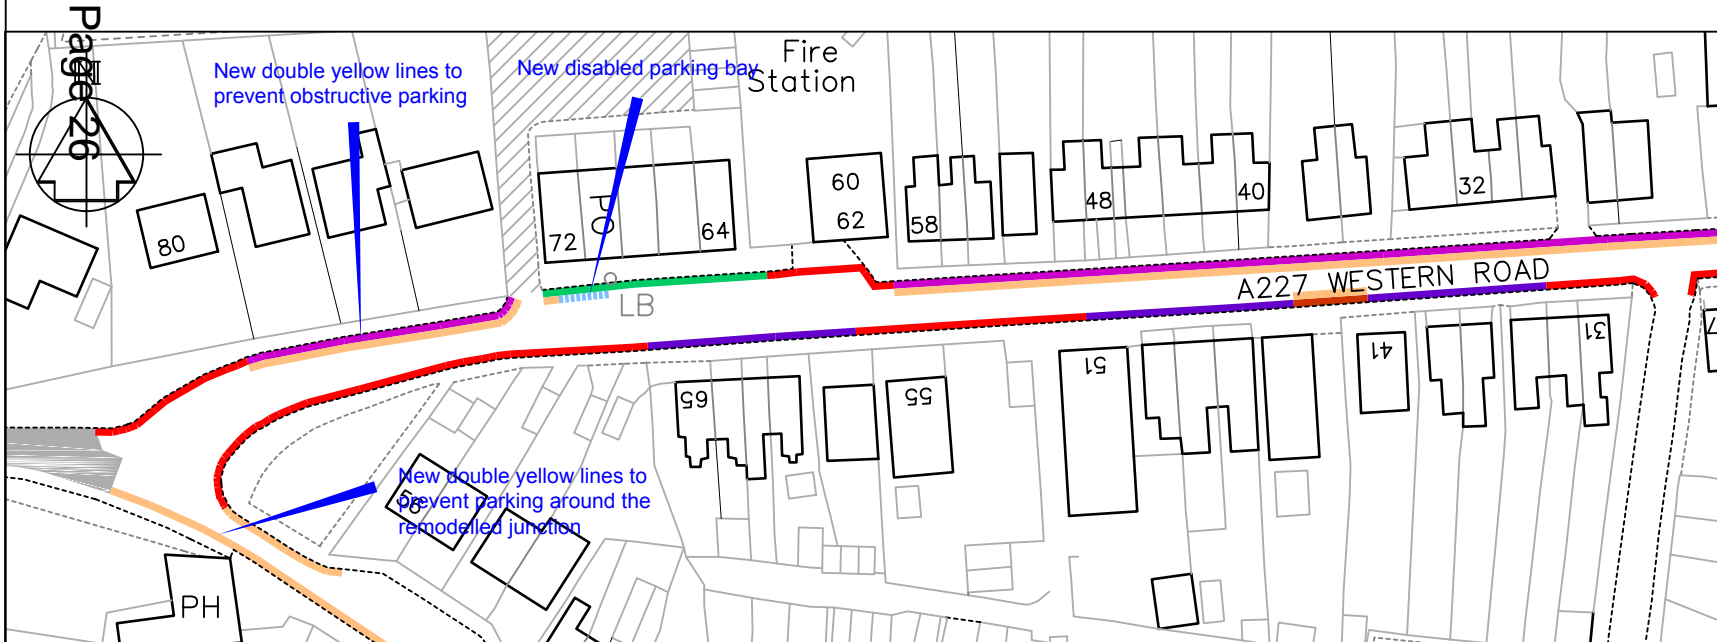 Page 26
N
New double yellow lines to
prevent obstructive parking
New disabled parking bay
Fire
Station
80
72
PO
64
60
62
58
48
40
32
LB
A227 WESTERN ROAD
65
55
51
41
31
New double yellow lines to
prevent parking around the
remodelled junction
56
PH